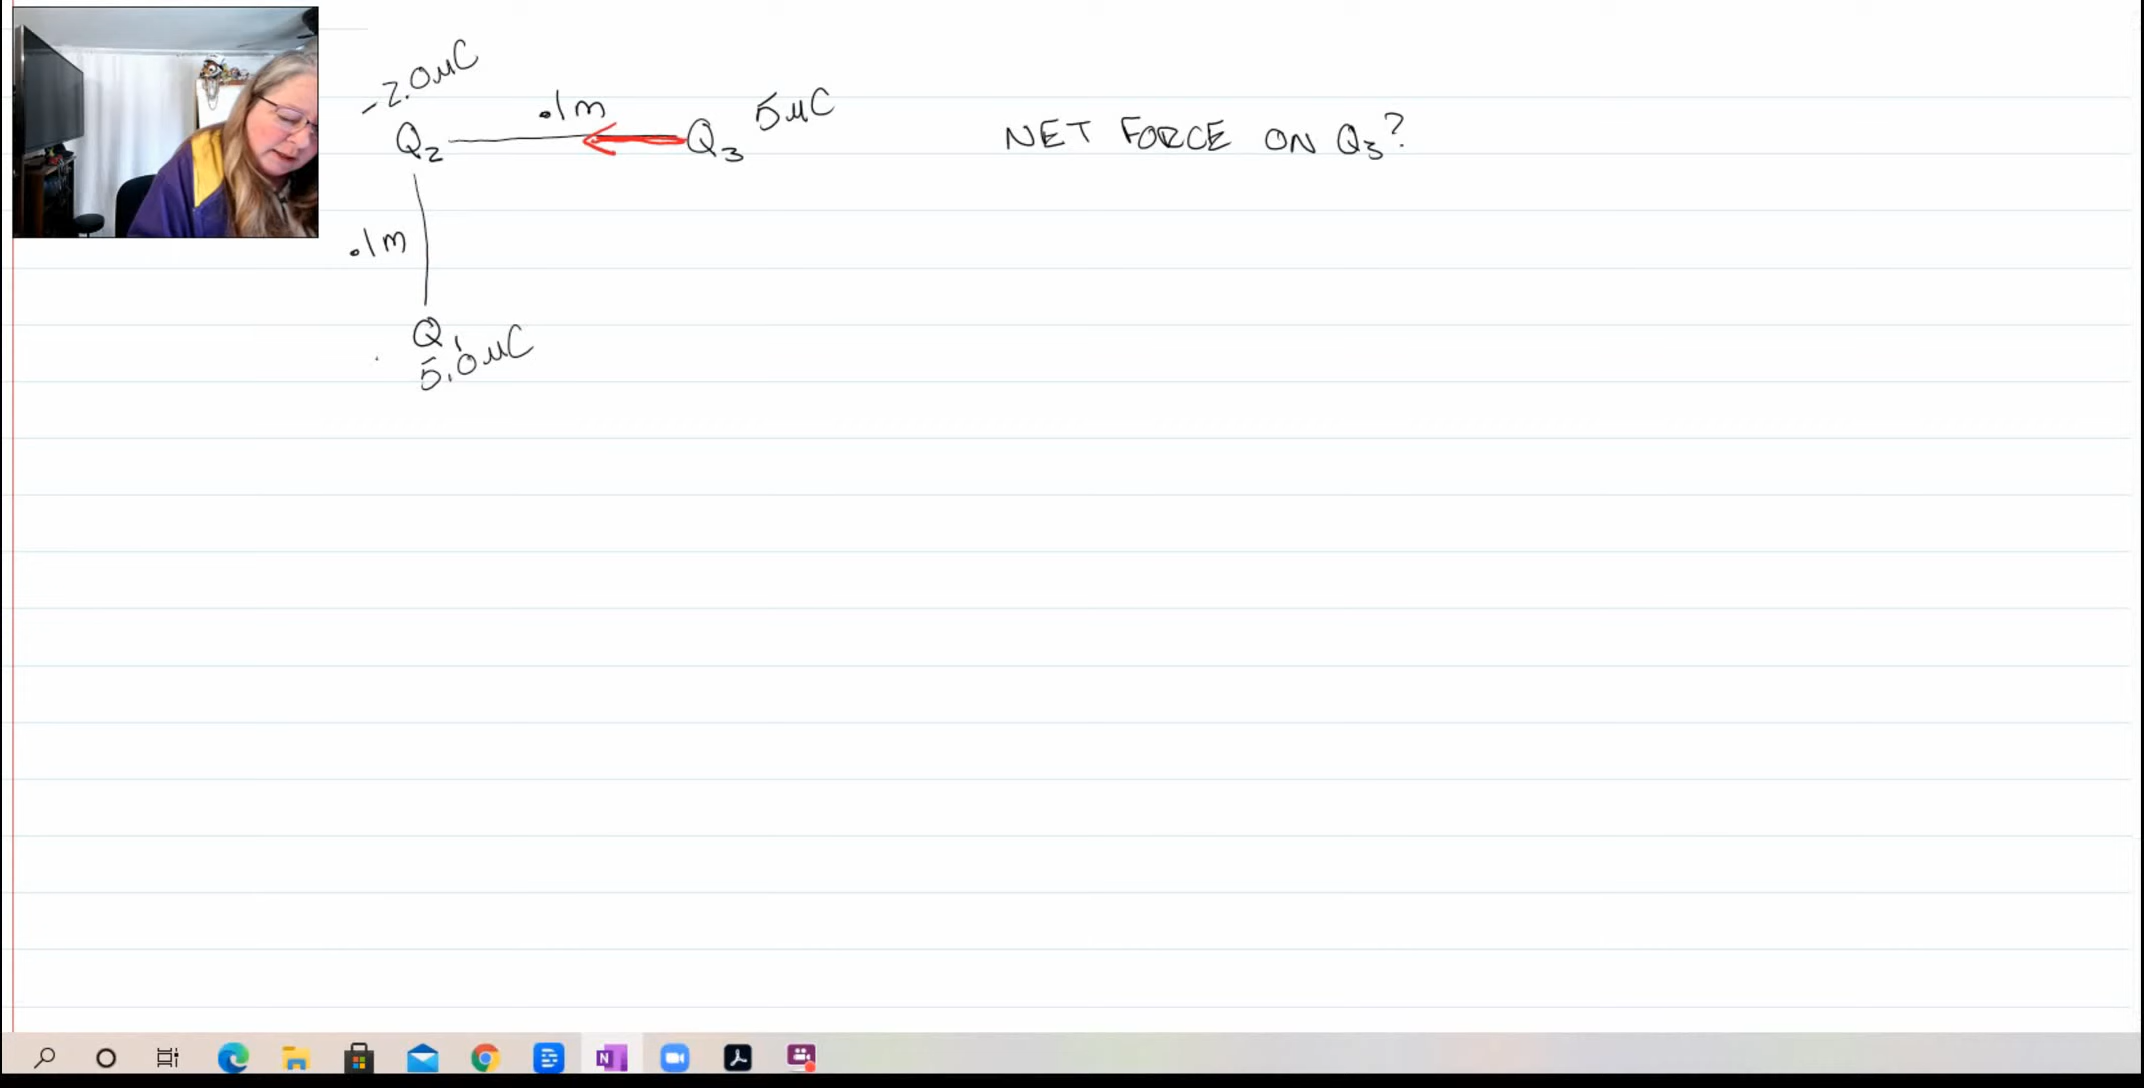 -2.0μC
.1m
5μC
Q2
Q3
NET FORCE ON Q3?
.1m
Q1
5.0μC